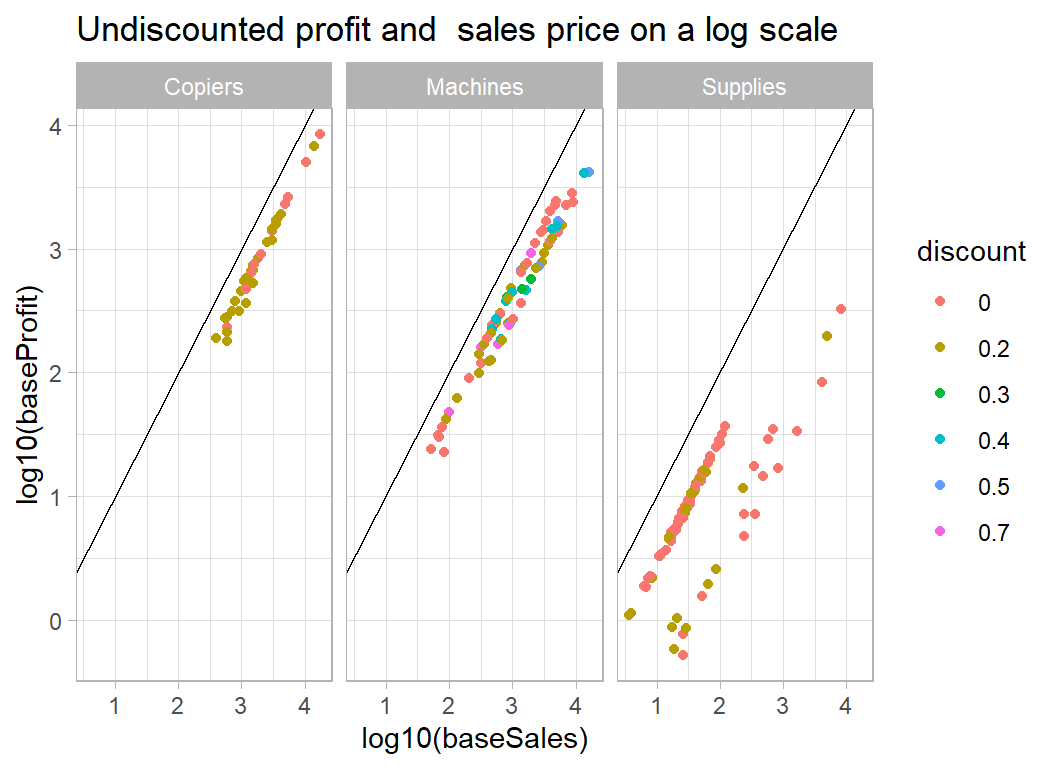 Undiscounted profit and  sales price on a log scale
Copiers
Machines
Supplies
log10(baseProfit)
4
3
2
1
0
1 2 3 4
1 2 3 4
1 2 3 4
log10(baseSales)
discount
0
0.2
0.3
0.4
0.5
0.7